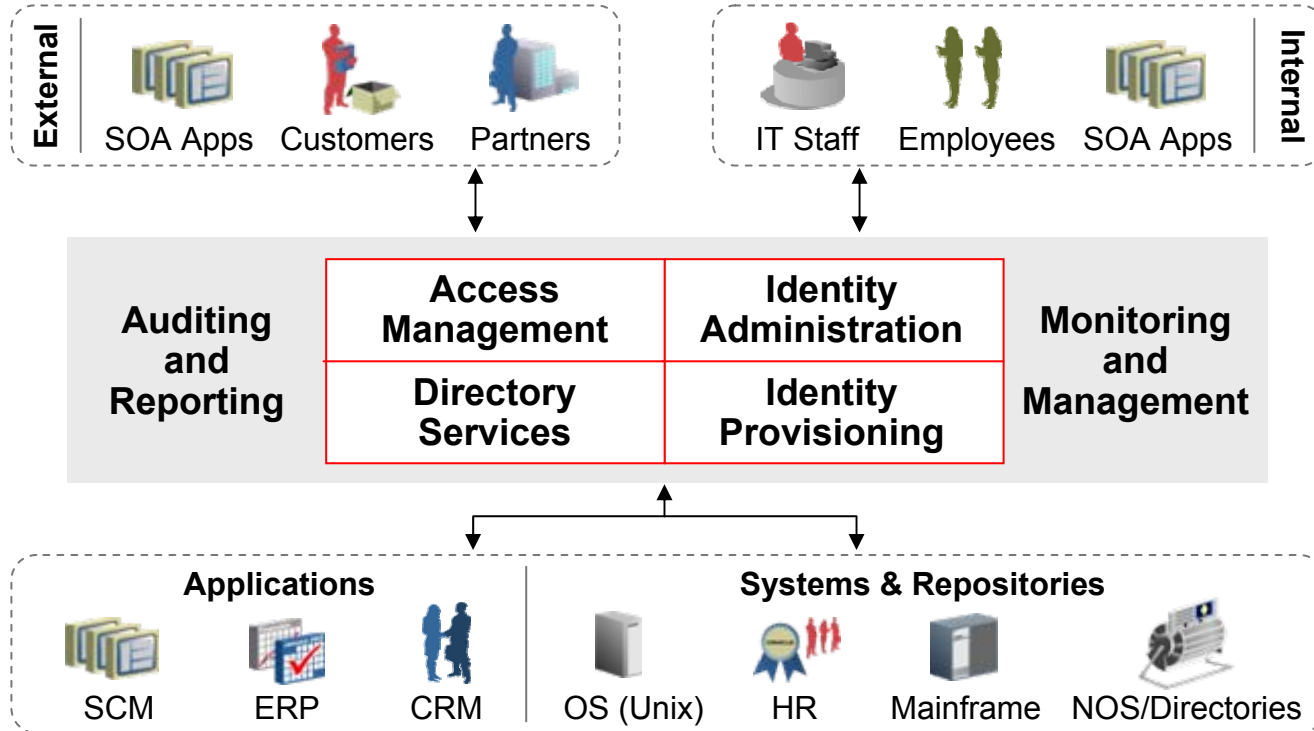 External
SOA Apps
Customers
Partners
IT Staff
Employees
SOA Apps
Internal
Auditing
and
Reporting
Access
Management
Identity
Administration
Directory
Services
Identity
Provisioning
Monitoring
and
Management
Applications
SCM
ERP
CRM
Systems & Repositories
OS (Unix)
HR
Mainframe
NOS/Directories